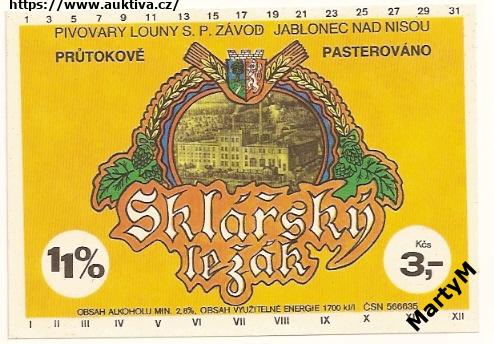 https://www.auktiva.cz/
1 3 5 7 9 11 13 15 17 19 21 23 25 27 29 31
PIVOVARY LOUNY S. P. ZÁVOD JABLONEC NAD NISOU
PRŮTOKOVĚ PASTEROVÁNO
Sklářský
ležák
11%
Kčs
3,-
OBSAH ALKOHOLU MIN. 2,8%, OBSAH VYUŽITELNÉ ENERGIE 1700 kJ/l ČSN 566635
I II III IV V VI VII VIII IX X XI XII
MartyM